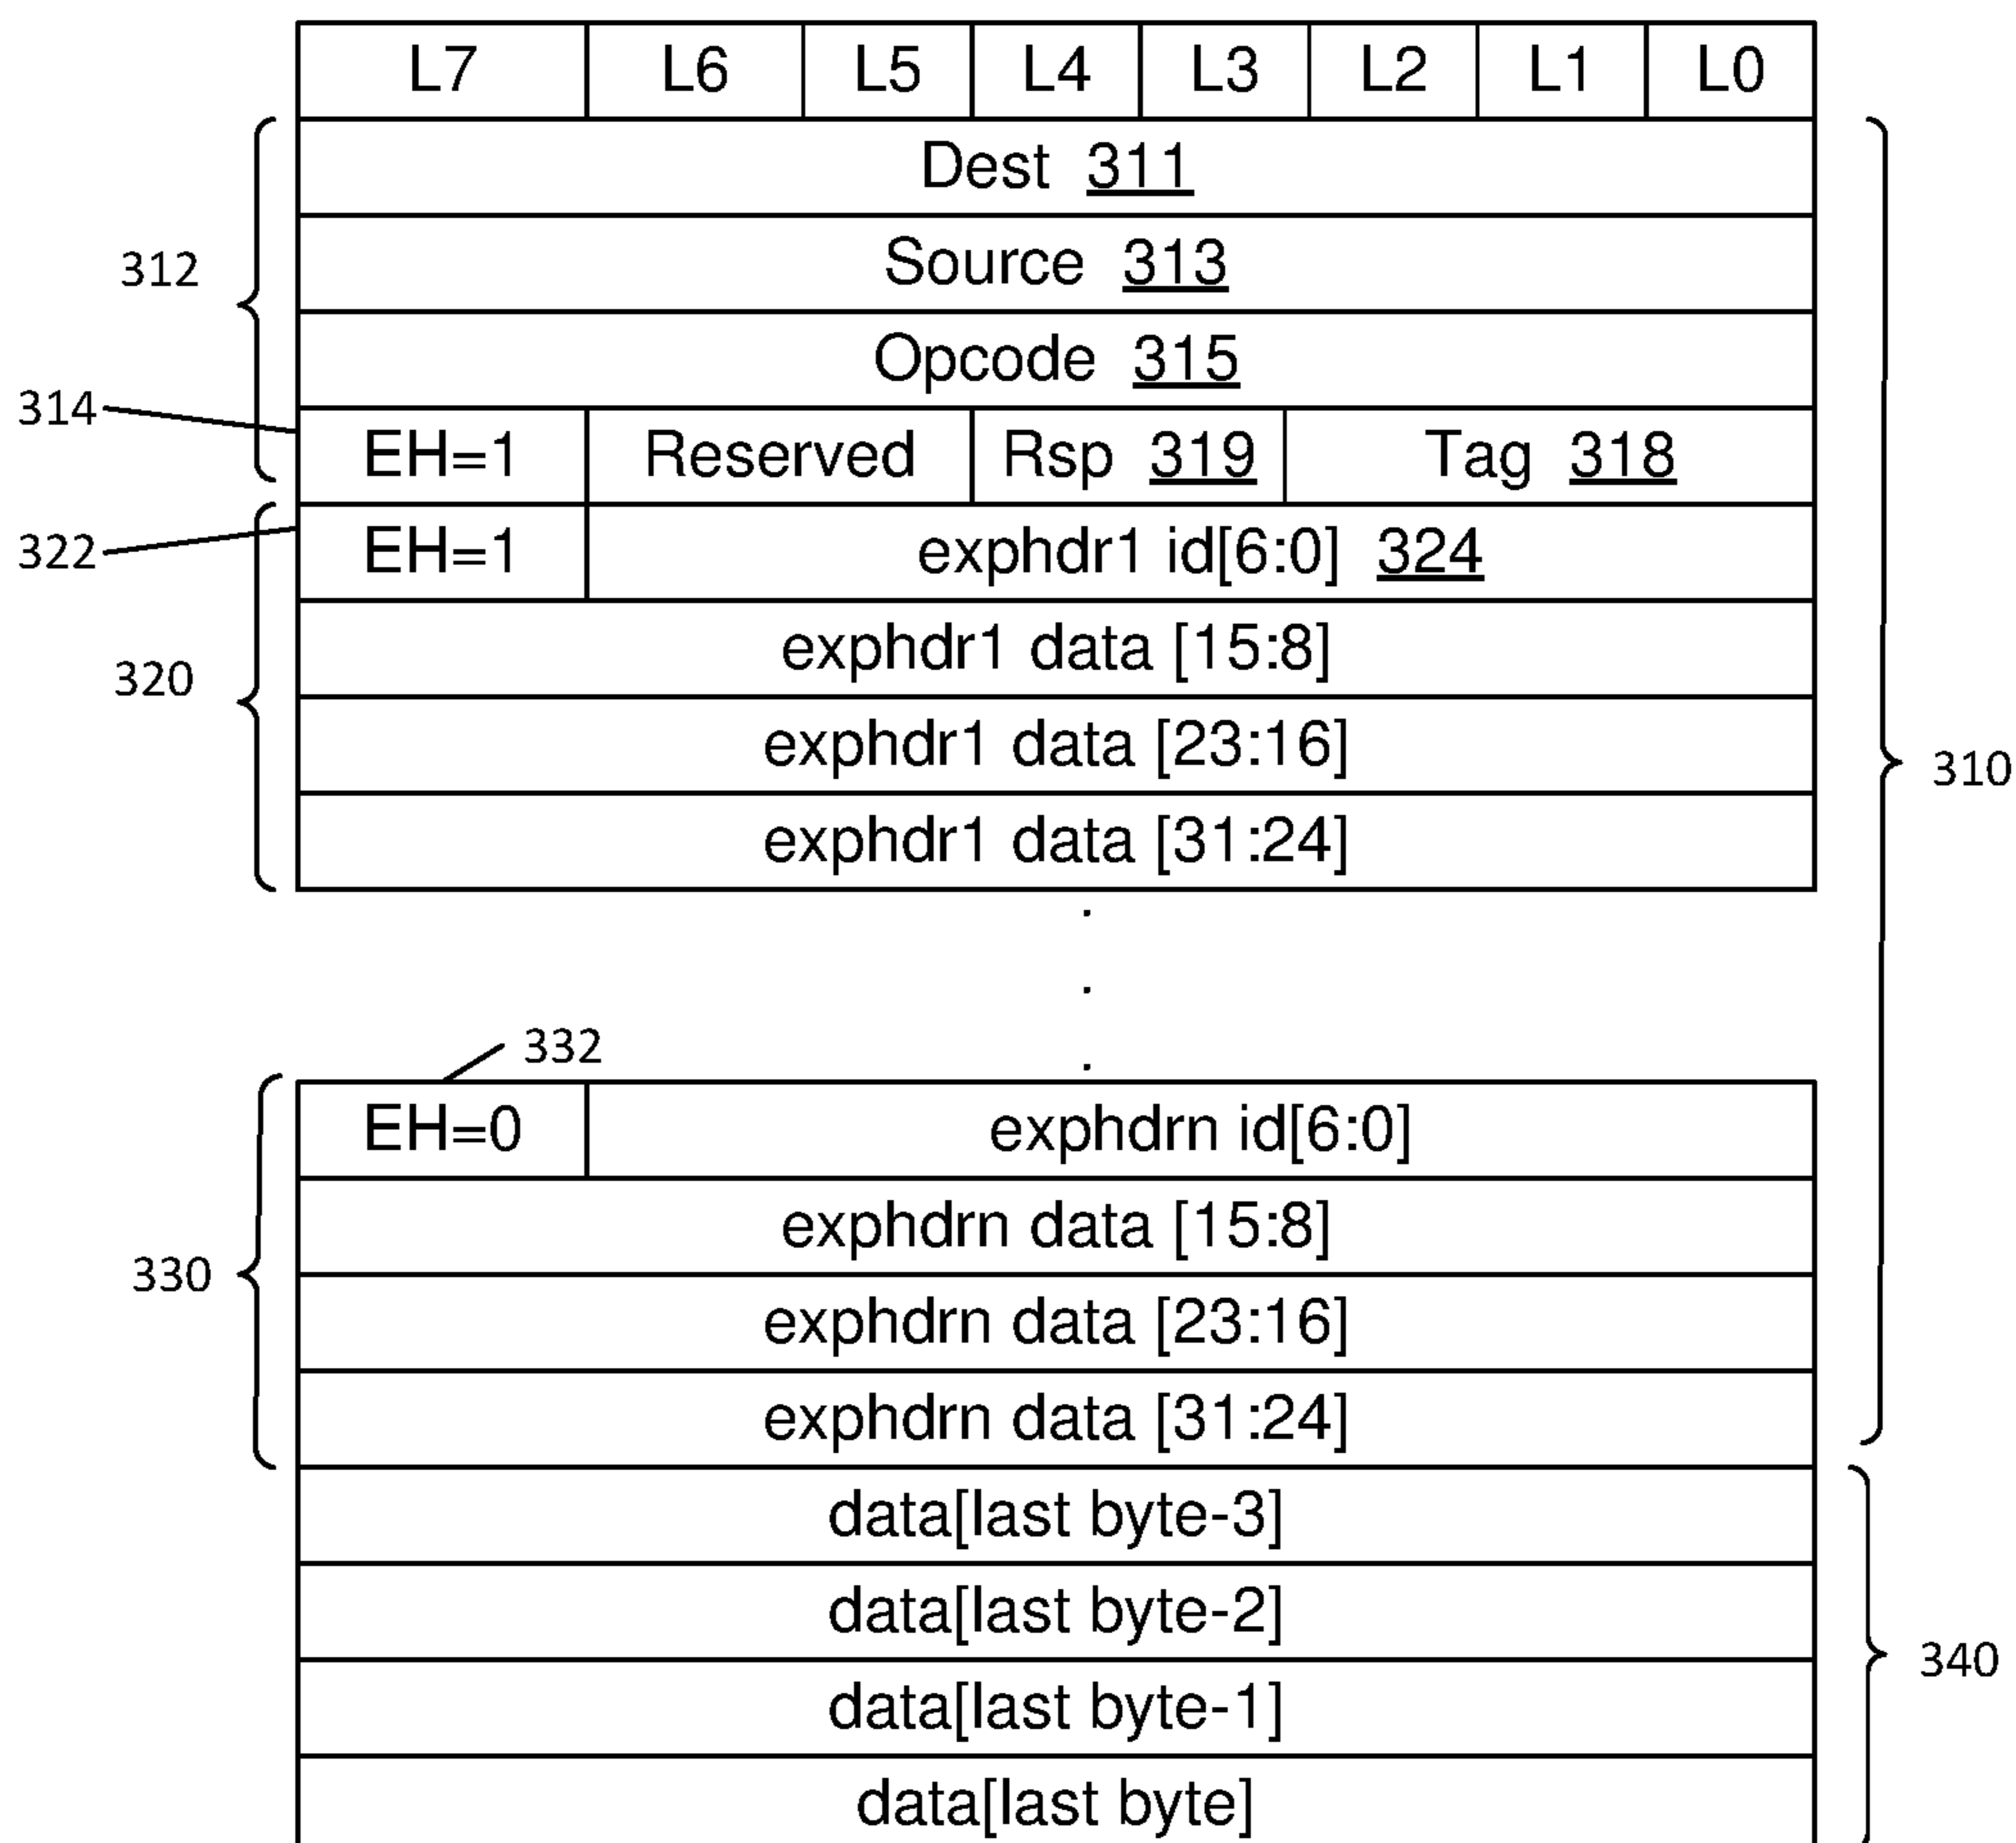 L7 L6 L5 L4 L3 L2 L1 L0
Dest 311
Source 313
312
Opcode 315
314
EH=1 Reserved Rsp 319 Tag 318
322
EH=1 exphdr1 id[6:0] 324
exphdr1 data [15:8]
320
exphdr1 data [23:16]
310
exphdr1 data [31:24]
.
.
.
332
EH=0 exphdrn id[6:0]
exphdrn data [15:8]
330
exphdrn data [23:16]
exphdrn data [31:24]
data[last byte-3]
data[last byte-2]
340
data[last byte-1]
data[last byte]